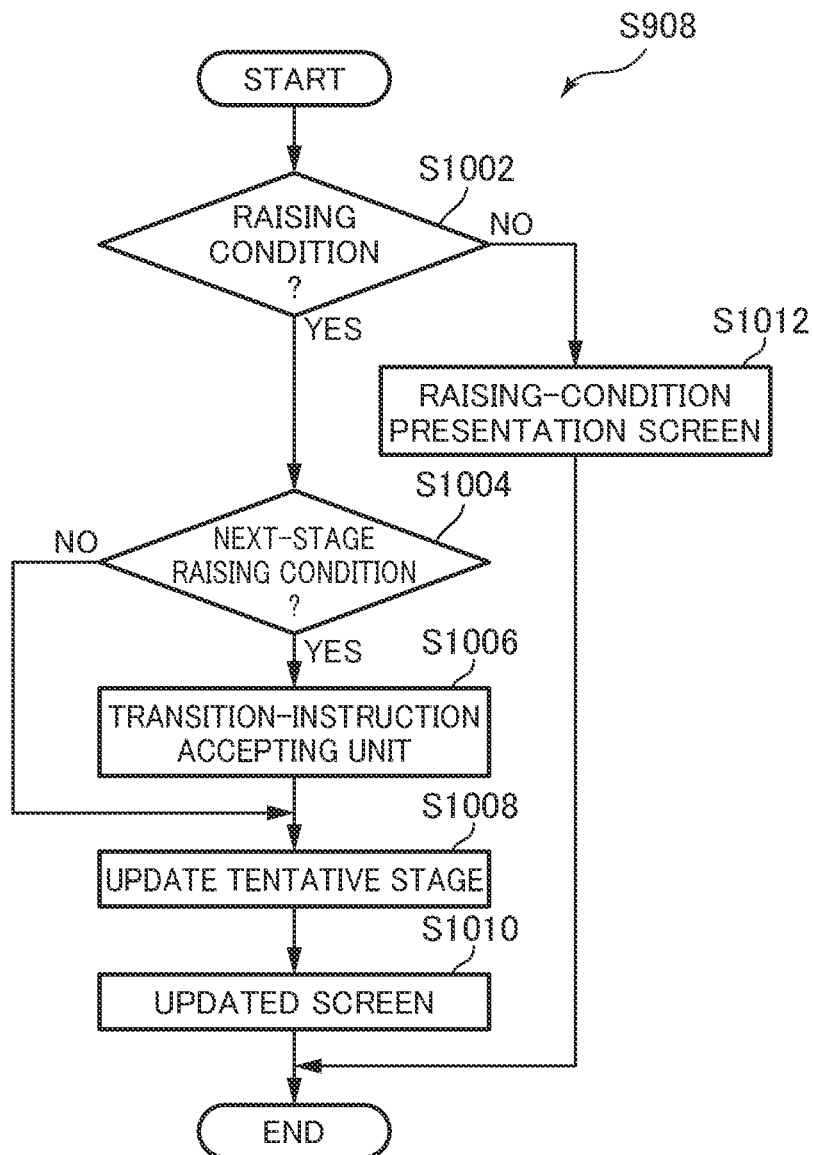 S908
START
S1002
RAISING
CONDITION
?
NO
YES
S1012
RAISING-CONDITION
PRESENTATION SCREEN
S1004
NEXT-STAGE
RAISING CONDITION
?
NO
YES
S1006
TRANSITION-INSTRUCTION
ACCEPTING UNIT
S1008
UPDATE TENTATIVE STAGE
S1010
UPDATED SCREEN
END